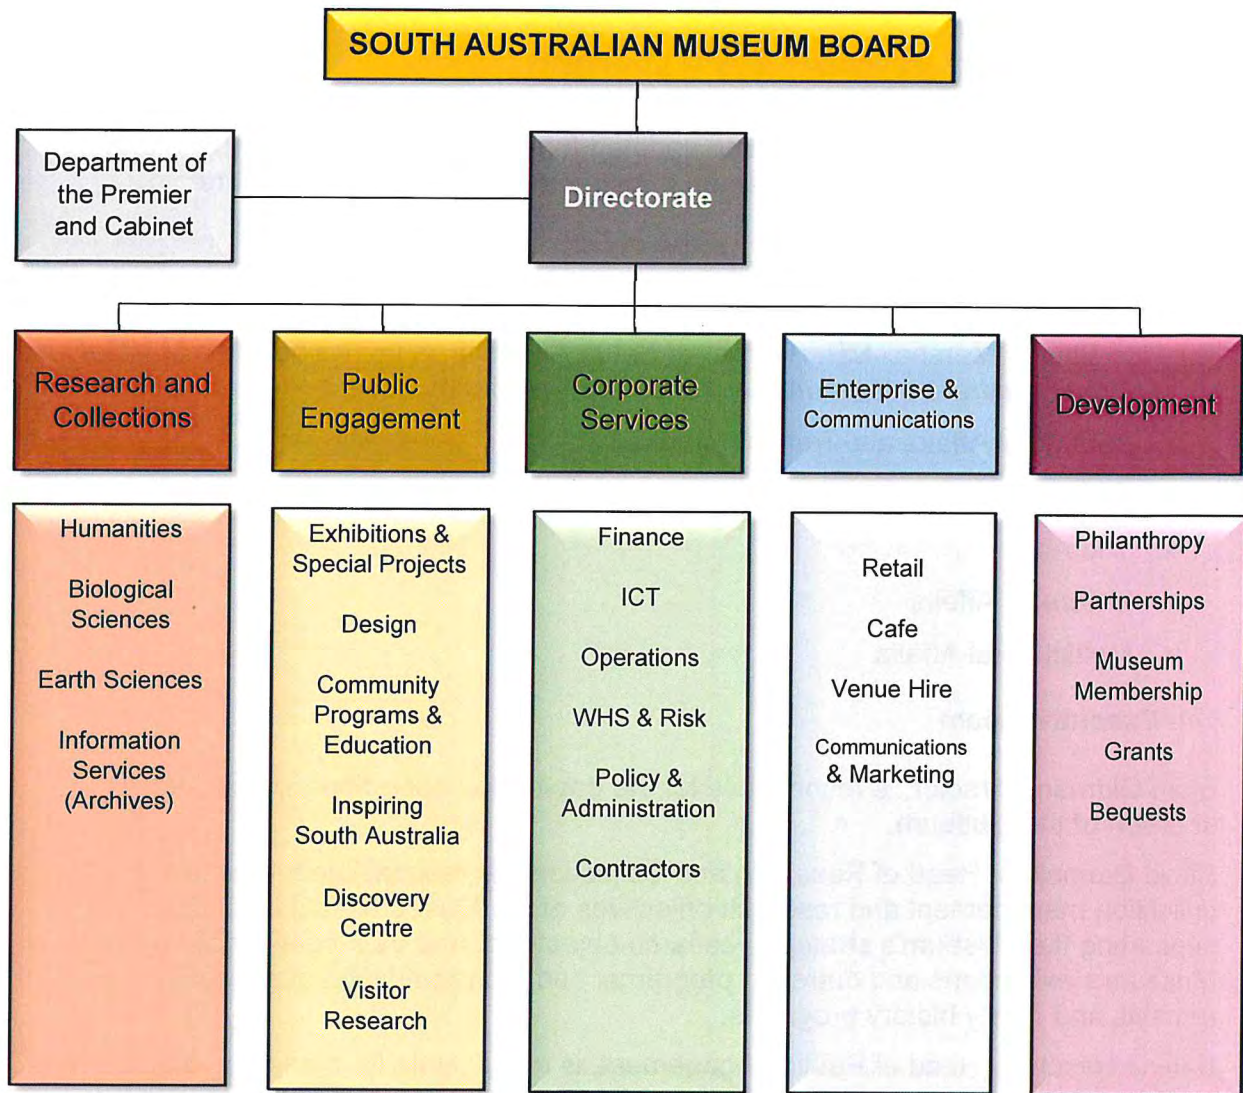 SOUTH AUSTRALIAN MUSEUM BOARD
Department of
the Premier
and Cabinet
Directorate
Research and
Collections
Public
Engagement
Corporate
Services
Enterprise &
Communications
Development
Humanities
Biological
Sciences
Earth Sciences
Information
Services
(Archives)
Exhibitions &
Special Projects
Design
Community
Programs &
Education
Inspiring
South Australia
Discovery
Centre
Visitor
Research
Finance
ICT
Operations
WHS & Risk
Policy &
Administration
Contractors
Retail
Cafe
Venue Hire
Communications
& Marketing
Philanthropy
Partnerships
Museum
Membership
Grants
Bequests